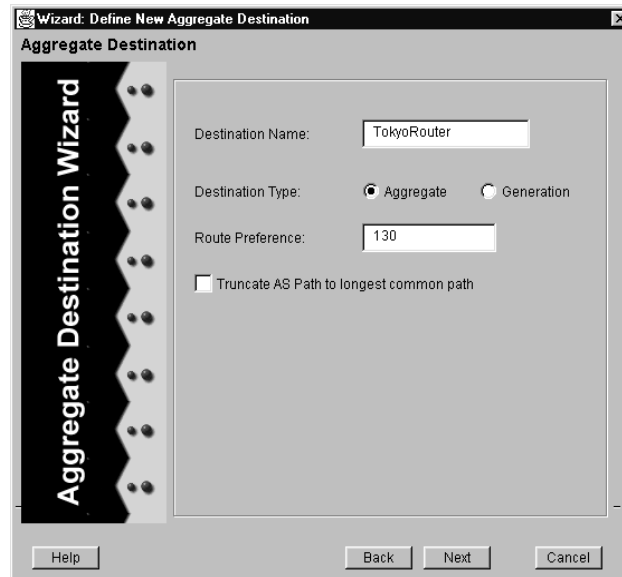 Wizard: Define New Aggregate Destination
Aggregate Destination
Aggregate Destination Wizard
Destination Name: TokyoRouter
Destination Type: Aggregate Generation
Route Preference: 130
Truncate AS Path to longest common path
Help Back Next Cancel